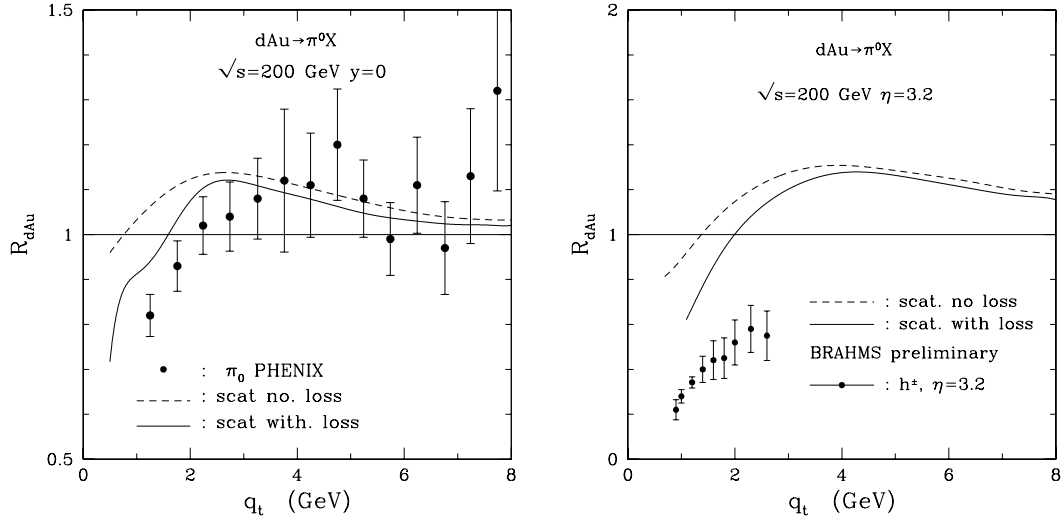 1.5
dAu→π⁰X
√s=200 GeV y=0
R_dAu
1
• : π₀ PHENIX
: scat no. loss
: scat with. loss
0.5
0 2 4 6 8
q_t (GeV)
2
dAu→π⁰X
√s=200 GeV η=3.2
R_dAu
1
: scat. no loss
: scat. with loss
BRAHMS preliminary
: h±, η=3.2
0
0 2 4 6 8
q_t (GeV)